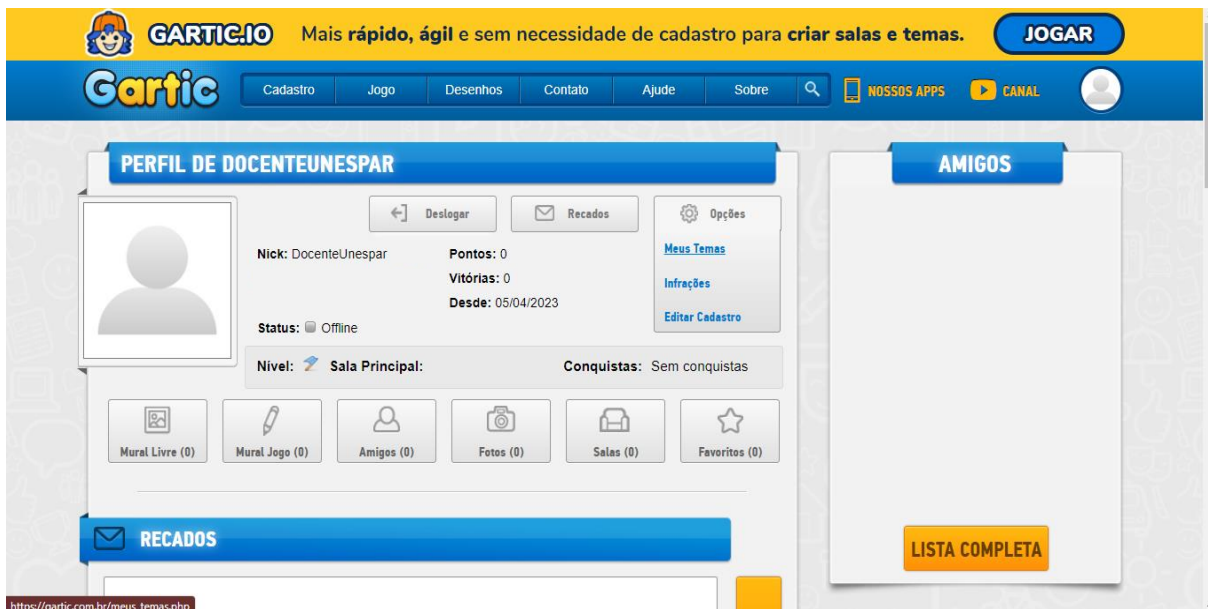 GARTIC.IO Mais rápido, ágil e sem necessidade de cadastro para criar salas e temas. JOGAR
Gartic Cadastro Jogo Desenhos Contato Ajude Sobre NOSSOS APPS CANAL
PERFIL DE DOCENTEUNESPAR
Deslogar Recados Opções
Nick: DocenteUnespar Pontos: 0 Meus Temas
Vitórias: 0
Infrações
Desde: 05/04/2023
Editar Cadastro
Status: Offline
Nível: Sala Principal: Conquistas: Sem conquistas
Mural Livre (0) Mural Jogo (0) Amigos (0) Fotos (0) Salas (0) Favoritos (0)
RECADOS
AMIGOS
LISTA COMPLETA
https://gartic.com.br/meus_temas.php